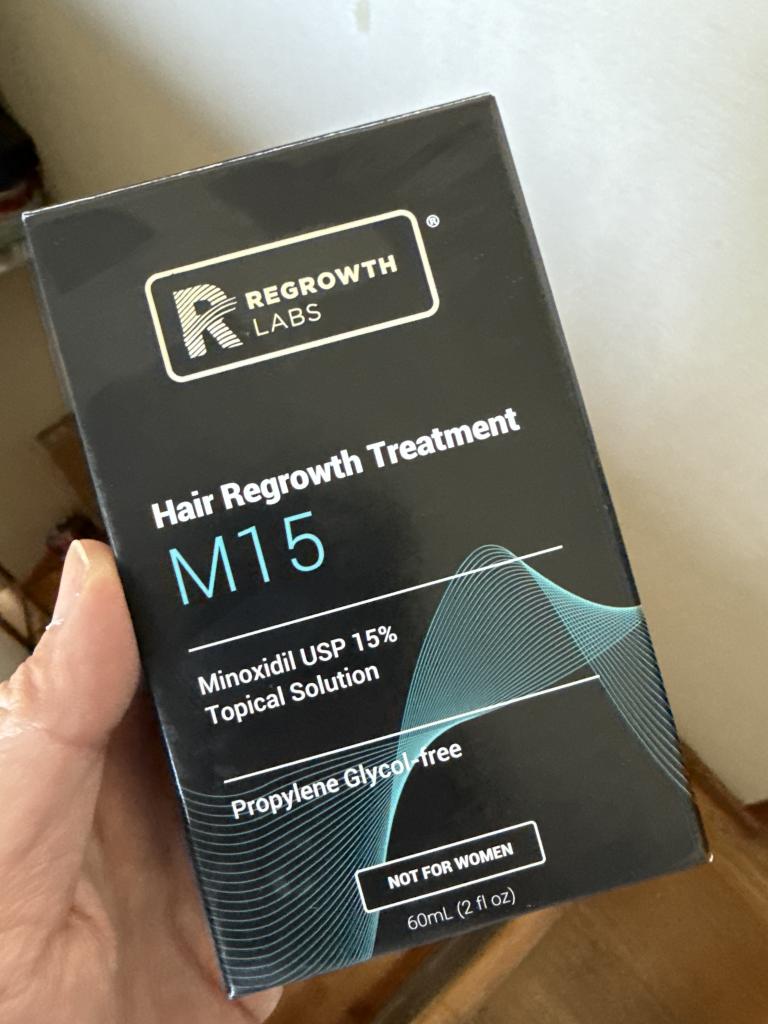 REGROWTH
LABS
®
Hair Regrowth Treatment
M15
Minoxidil USP 15%
Topical Solution
Propylene Glycol-free
NOT FOR WOMEN
60mL (2 fl oz)